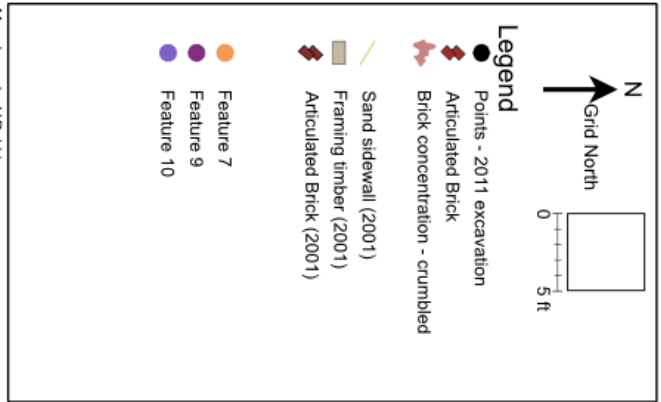 N
Grid North
0
5 ft
Legend
Points - 2011 excavation
Articulated Brick
Brick concentration - crumbled
Sand sidewall (2001)
Framing timber (2001)
Articulated Brick (2001)
Feature 7
Feature 9
Feature 10